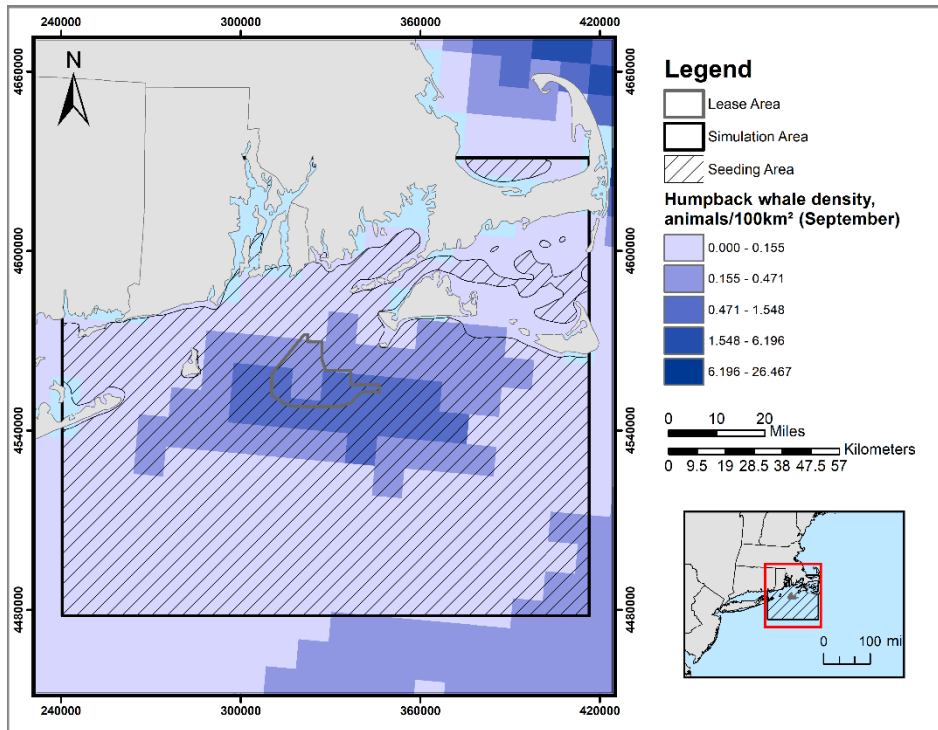 240000 300000 360000 420000
4660000
4660000
N
4600000
4600000
4540000
4540000
4480000
4480000
240000 300000 360000 420000
Legend
Lease Area
Simulation Area
Seeding Area
Humpback whale density,
animals/100km² (September)
0.000 - 0.155
0.155 - 0.471
0.471 - 1.548
1.548 - 6.196
6.196 - 26.467
0 10 20
Miles
Kilometers
0 9.5 19 28.5 38 47.5 57
0 100 mi